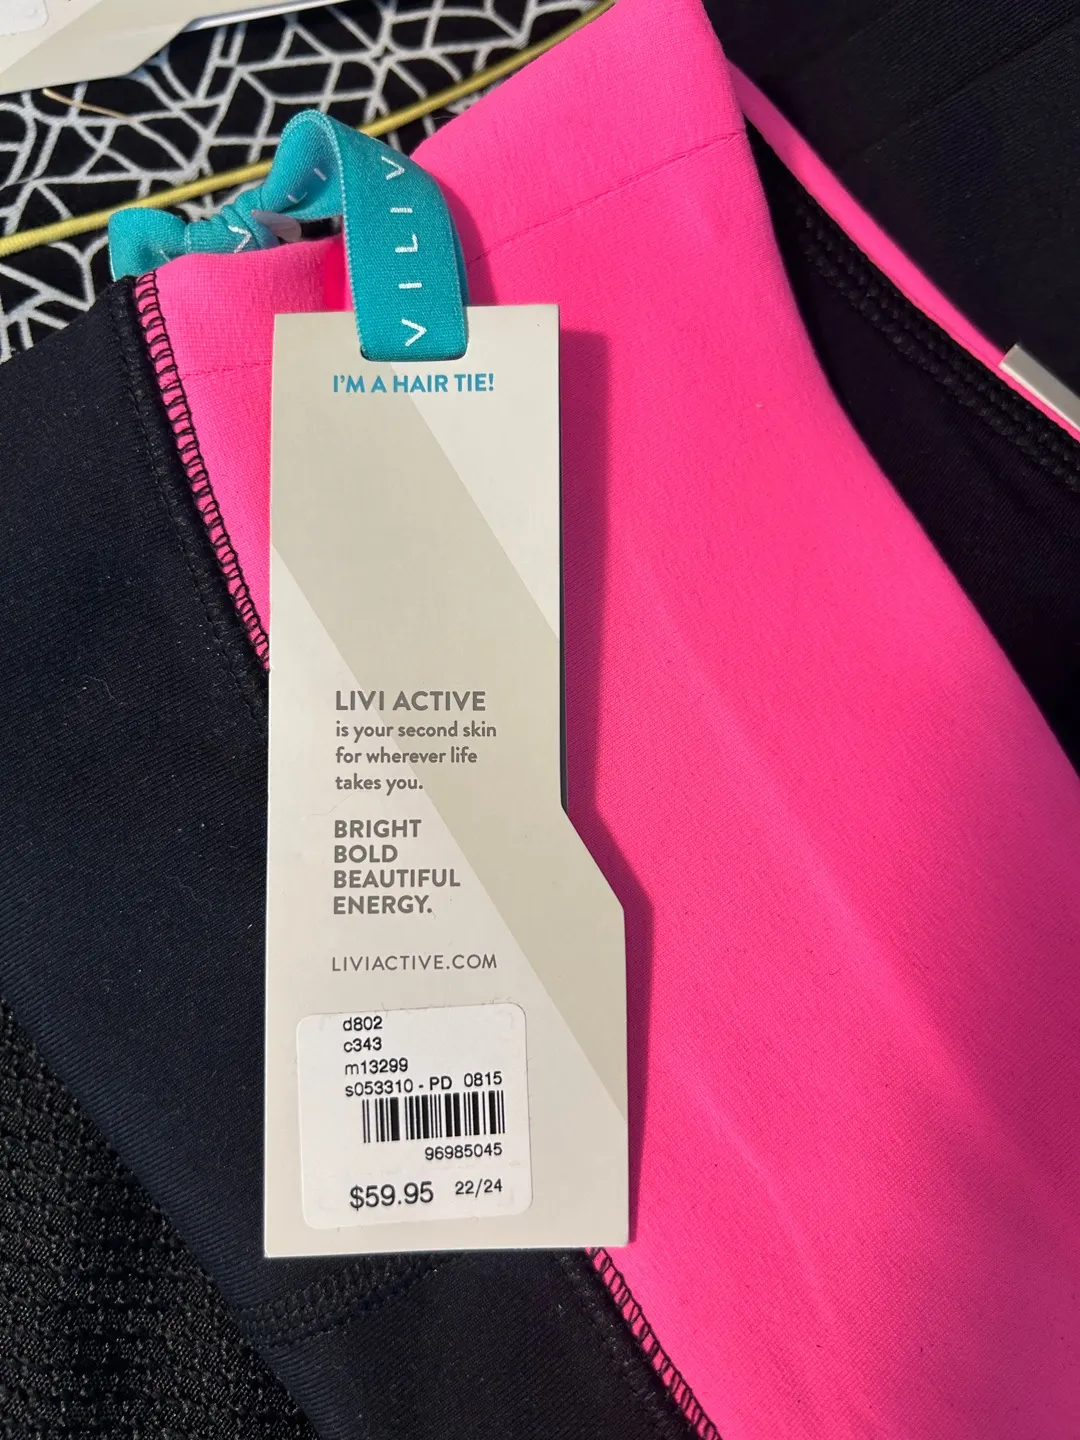 LIVI V
LI V
I'M A HAIR TIE!
LIVI ACTIVE
is your second skin
for wherever life
takes you.
BRIGHT
BOLD
BEAUTIFUL
ENERGY.
LIVIACTIVE.COM
d802
c343
m13299
s053310 - PD 0815
96985045
$59.95 22/24